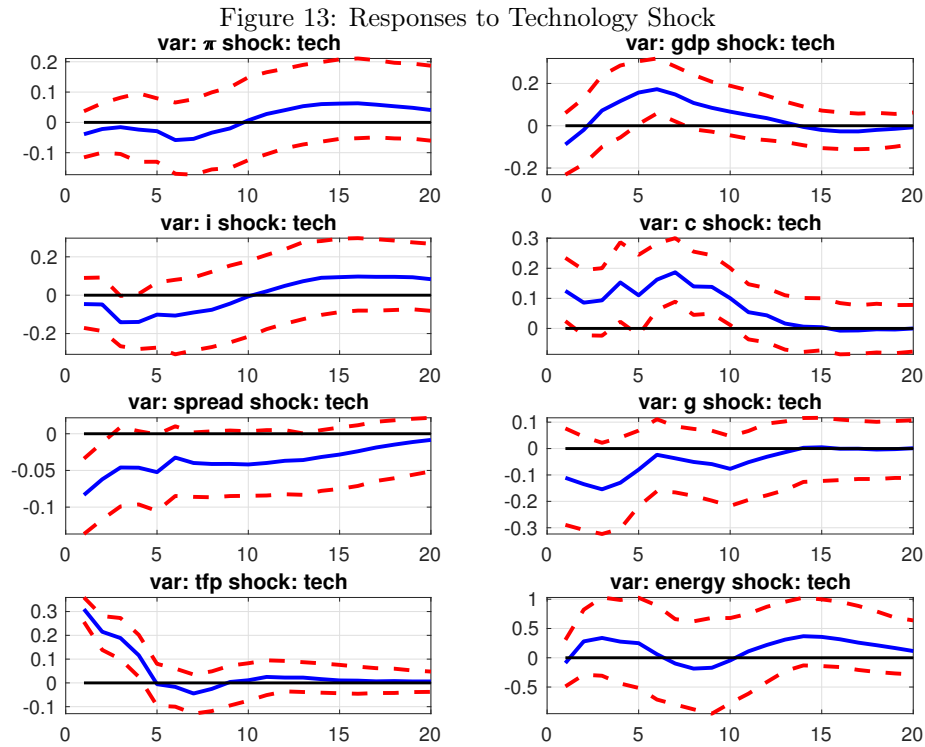 Figure 13: Responses to Technology Shock
var: π shock: tech
0.2
0.1
0
-0.1
0 5 10 15 20
var: gdp shock: tech
0.2
0
-0.2
0 5 10 15 20
var: i shock: tech
0.2
0
-0.2
0 5 10 15 20
var: c shock: tech
0.3
0.2
0.1
0
0 5 10 15 20
var: spread shock: tech
0
-0.05
-0.1
0 5 10 15 20
var: g shock: tech
0.1
0
-0.1
-0.2
-0.3
0 5 10 15 20
var: tfp shock: tech
0.3
0.2
0.1
0
-0.1
0 5 10 15 20
var: energy shock: tech
1
0.5
0
-0.5
0 5 10 15 20